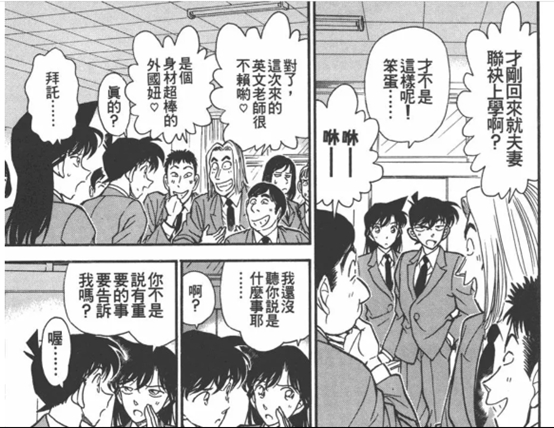 才剛回來就夫妻
聯袂上學啊?
才不是
這樣呢!
笨蛋……
咻——
咻——
對了,
這次來的
英文老師很
不賴喲♡
是個
身材超棒的
外國妞♡
真的?
拜託……
我還沒
聽你說是
什麼事耶
……
啊?
你不是
說有重
要的事
要告訴
我嗎?
喔……